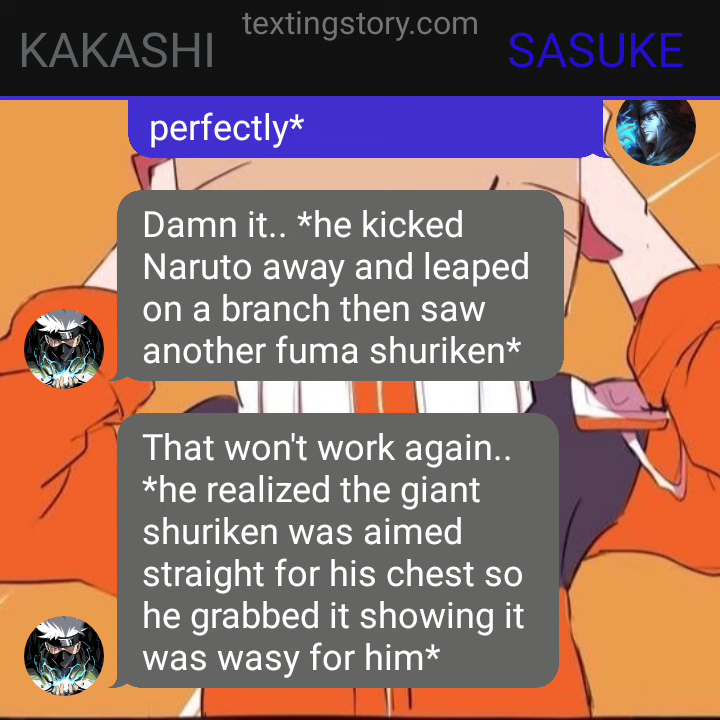 textingstory.com
KAKASHI
SASUKE
perfectly*
Damn it.. *he kicked
Naruto away and leaped
on a branch then saw
another fuma shuriken*
That won't work again..
*he realized the giant
shuriken was aimed
straight for his chest so
he grabbed it showing it
was wasy for him*